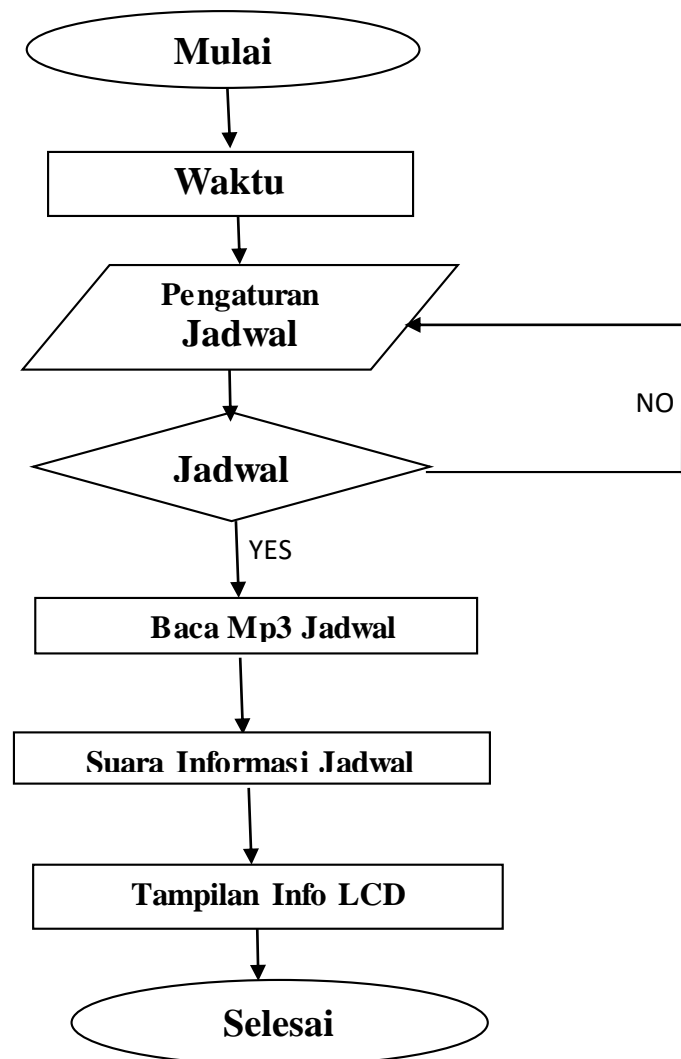 Mulai
Waktu
Pengaturan
Jadwal
NO
Jadwal
YES
Baca Mp3 Jadwal
Suara Informasi Jadwal
Tampilan Info LCD
Selesai